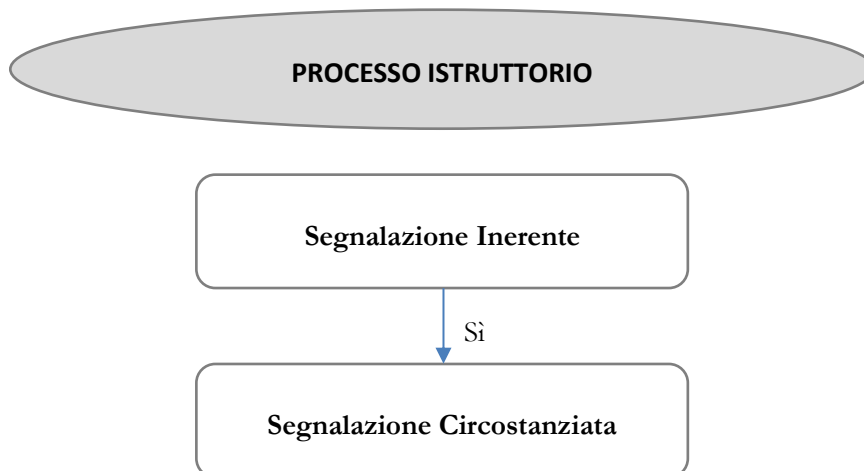 PROCESSO ISTRUTTORIO
Segnalazione Inerente
Sì
Segnalazione Circostanziata